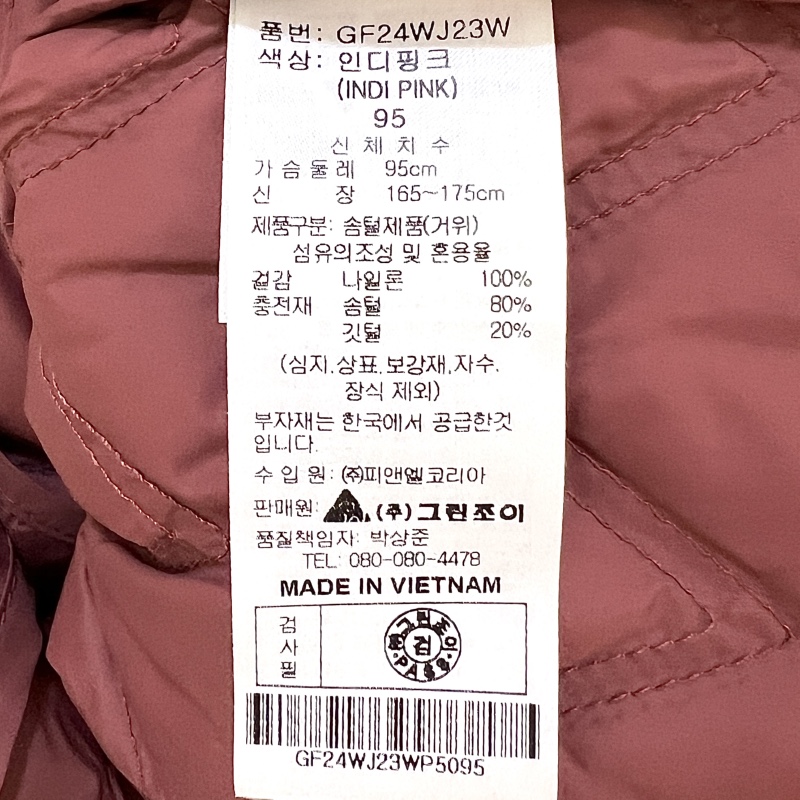 품번: GF24WJ23W
색상: 인디핑크
(INDI PINK)
95
신 체 치 수
가 슴 둘 레 95cm
신 장 165~175cm
제품구분: 솜털제품(거위)
섬유의조성 및 혼용율
겉감 나일론 100%
충전재 솜털 80%
깃털 20%
(심지.상표.보강재,자수.
장식 제외)
부자재는 한국에서 공급한것
입니다.
수 입 원: ㈜피앤엘코리아
판매원: (주)그린조이
품질책임자: 박상준
TEL: 080-080-4478
MADE IN VIETNAM
검
사
필
그린조이
검
PASS
GF24WJ23WP5095